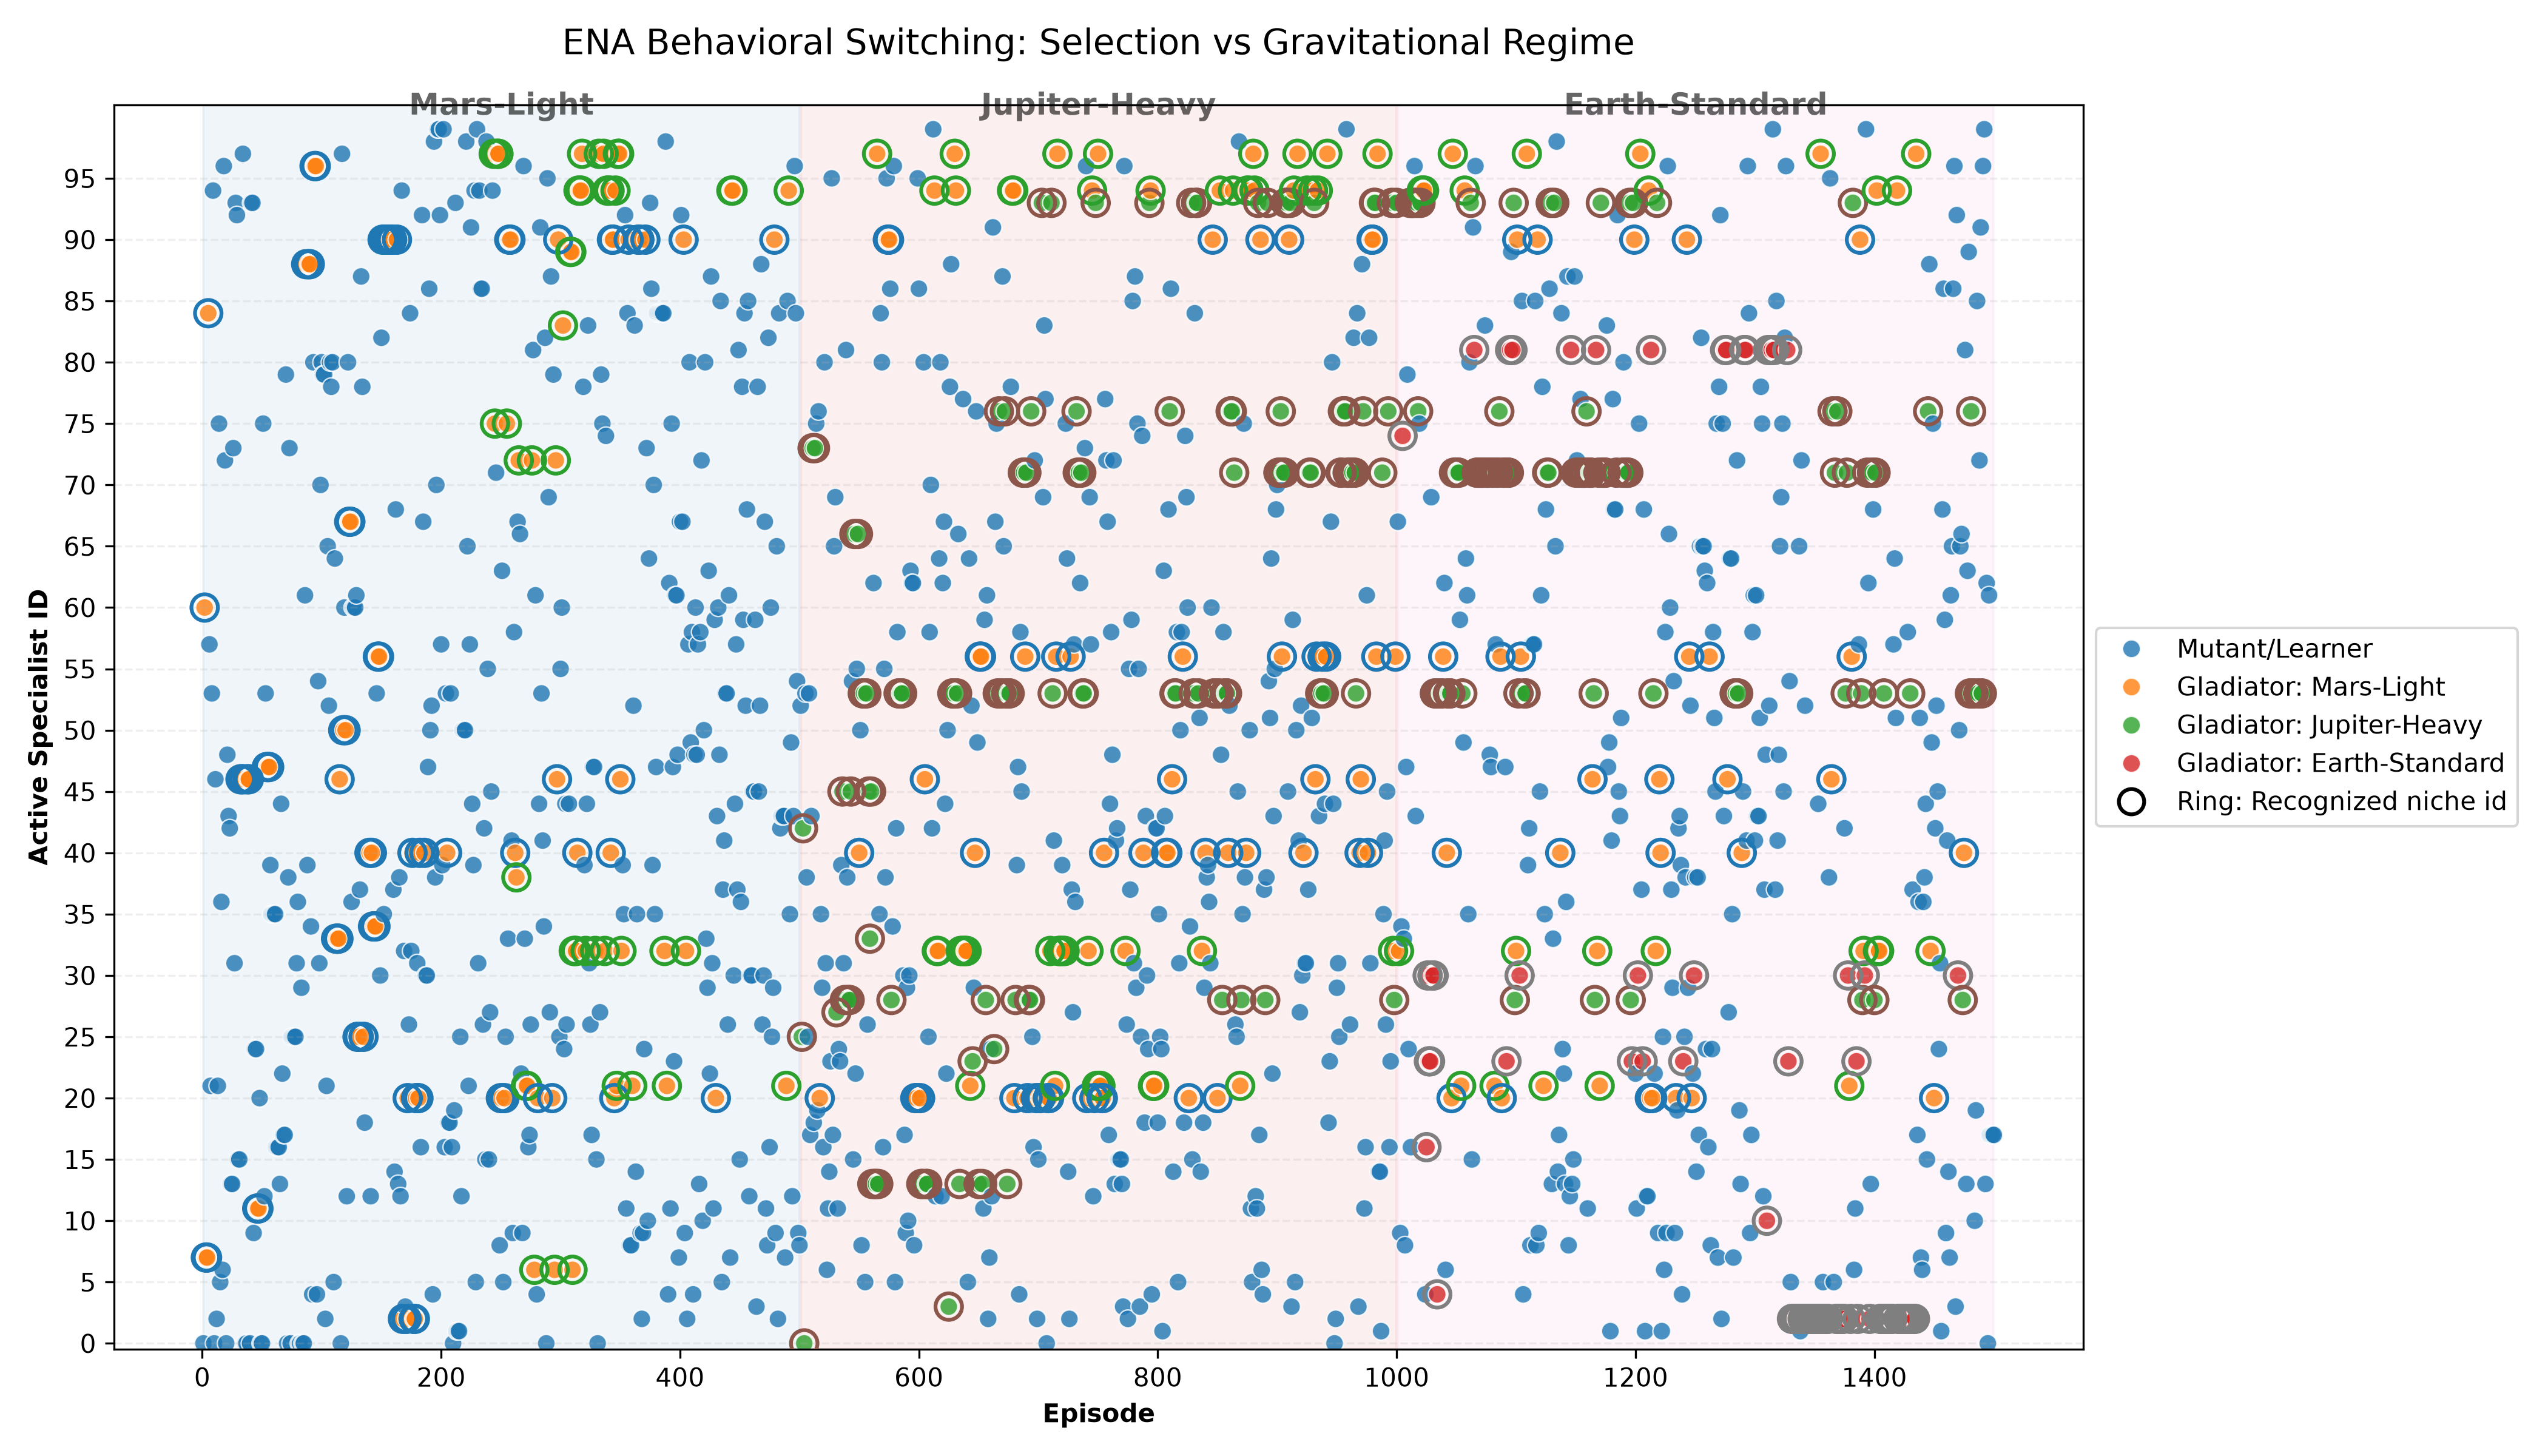 ENA Behavioral Switching: Selection vs Gravitational Regime
Mars-Light
Jupiter-Heavy
Earth-Standard
Active Specialist ID
95
90
85
80
75
70
65
60
55
50
45
40
35
30
25
20
15
10
5
0
0
200
400
600
800
1000
1200
1400
Episode
Mutant/Learner
Gladiator: Mars-Light
Gladiator: Jupiter-Heavy
Gladiator: Earth-Standard
Ring: Recognized niche id